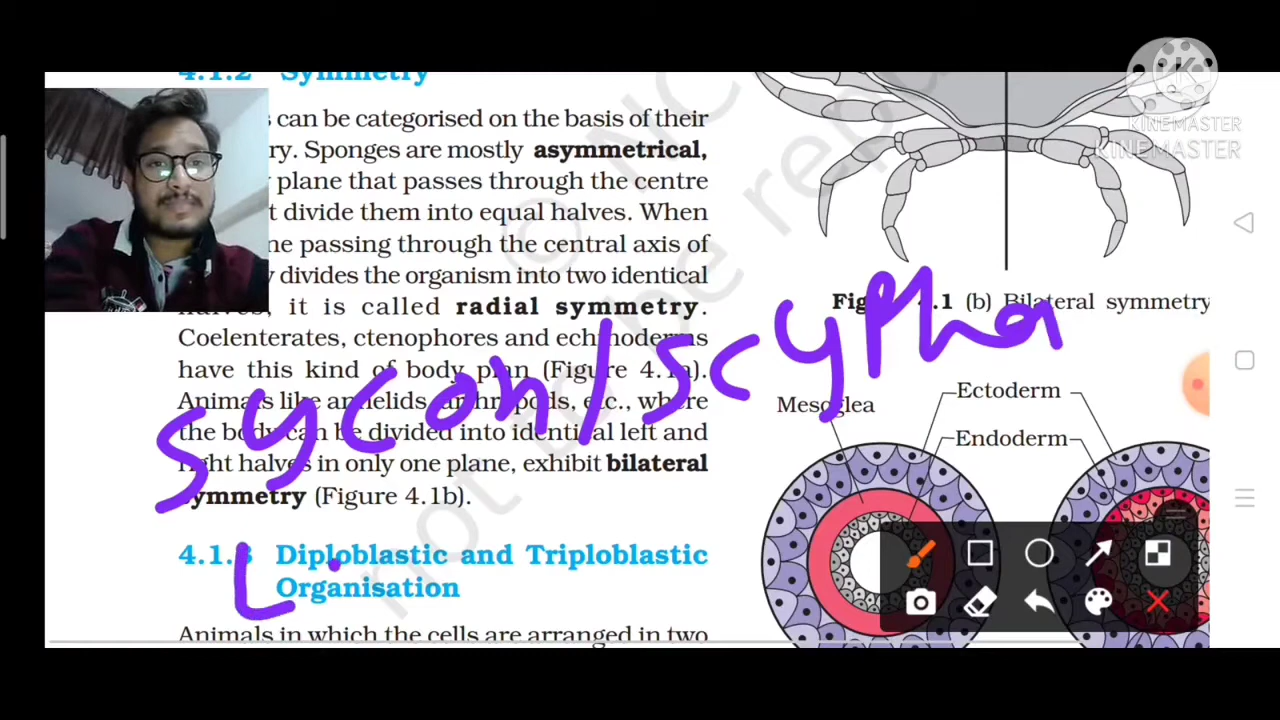 4.1.2 Symmetry
can be categorised on the basis of their
ry. Sponges are mostly asymmetrical,
plane that passes through the centre
t divide them into equal halves. When
ne passing through the central axis of
y divides the organism into two identical
halves, it is called radial symmetry.
Coelenterates, ctenophores and echinoderms
have this kind of body plan (Figure 4.1a).
Animals like annelids, arthropods, etc., where
the body can be divided into identical left and
right halves in only one plane, exhibit bilateral
symmetry (Figure 4.1b).
sycon/scypha
4.1.3 Diploblastic and Triploblastic
Organisation
L
Animals in which the cells are arranged in two
KINEMASTER
KINEMASTER
Figure 4.1 (b) Bilateral symmetry
Ectoderm
Mesoglea
Endoderm
© NC
not be repu